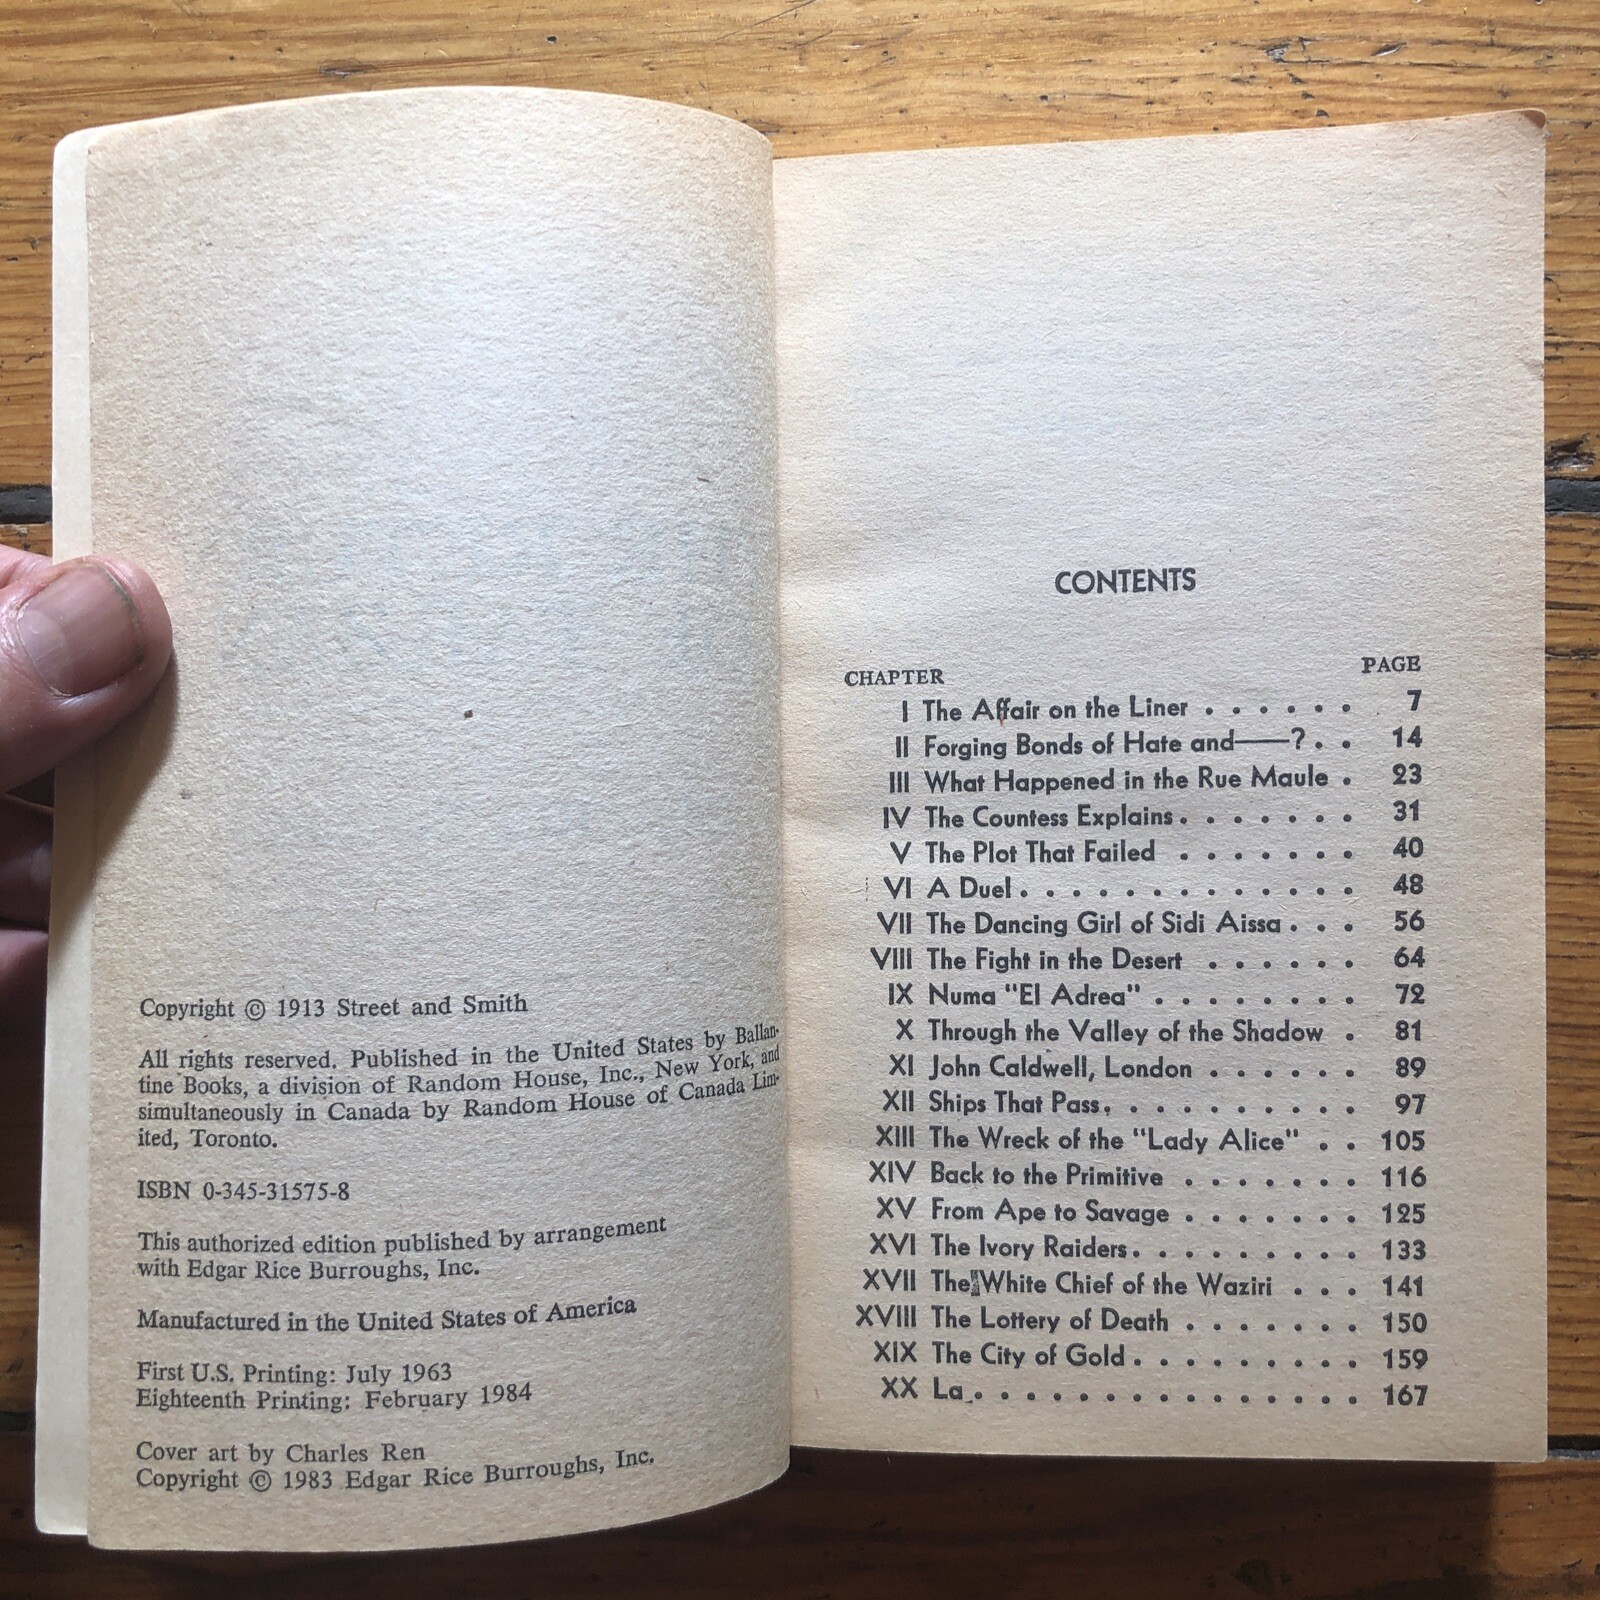 Copyright © 1913 Street and Smith
All rights reserved. Published in the United States by Ballan-
tine Books, a division of Random House, Inc., New York, and
simultaneously in Canada by Random House of Canada Lim-
ited, Toronto.
ISBN 0-345-31575-8
This authorized edition published by arrangement
with Edgar Rice Burroughs, Inc.
Manufactured in the United States of America
First U.S. Printing: July 1963
Eighteenth Printing: February 1984
Cover art by Charles Ren
Copyright © 1983 Edgar Rice Burroughs, Inc.
CONTENTS
CHAPTER PAGE
I The Affair on the Liner . . . . . . 7
II Forging Bonds of Hate and——? . . 14
III What Happened in the Rue Maule . 23
IV The Countess Explains . . . . . . . 31
V The Plot That Failed . . . . . . . 40
VI A Duel . . . . . . . . . . . . . 48
VII The Dancing Girl of Sidi Aissa . . . 56
VIII The Fight in the Desert . . . . . . 64
IX Numa "El Adrea" . . . . . . . . 72
X Through the Valley of the Shadow . 81
XI John Caldwell, London . . . . . . 89
XII Ships That Pass . . . . . . . . . . 97
XIII The Wreck of the "Lady Alice" . . 105
XIV Back to the Primitive . . . . . . . 116
XV From Ape to Savage . . . . . . . 125
XVI The Ivory Raiders . . . . . . . . . 133
XVII The White Chief of the Waziri . . . 141
XVIII The Lottery of Death . . . . . . . 150
XIX The City of Gold . . . . . . . . . 159
XX La . . . . . . . . . . . . . . . 167